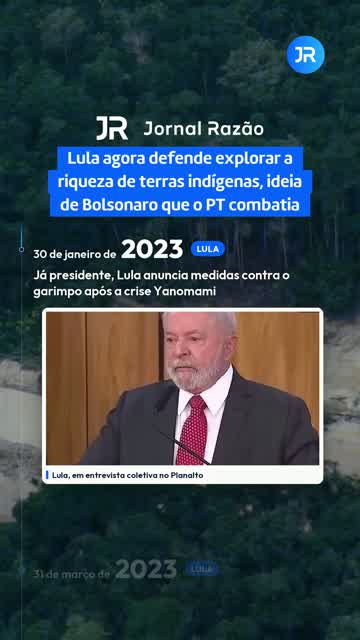 JR
JR Jornal Razão
Lula agora defende explorar a
riqueza de terras indígenas, ideia
de Bolsonaro que o PT combatia
30 de janeiro de 2023 LULA
Já presidente, Lula anuncia medidas contra o
garimpo após a crise Yanomami
Lula, em entrevista coletiva no Planalto
31 de março de 2023 LULA